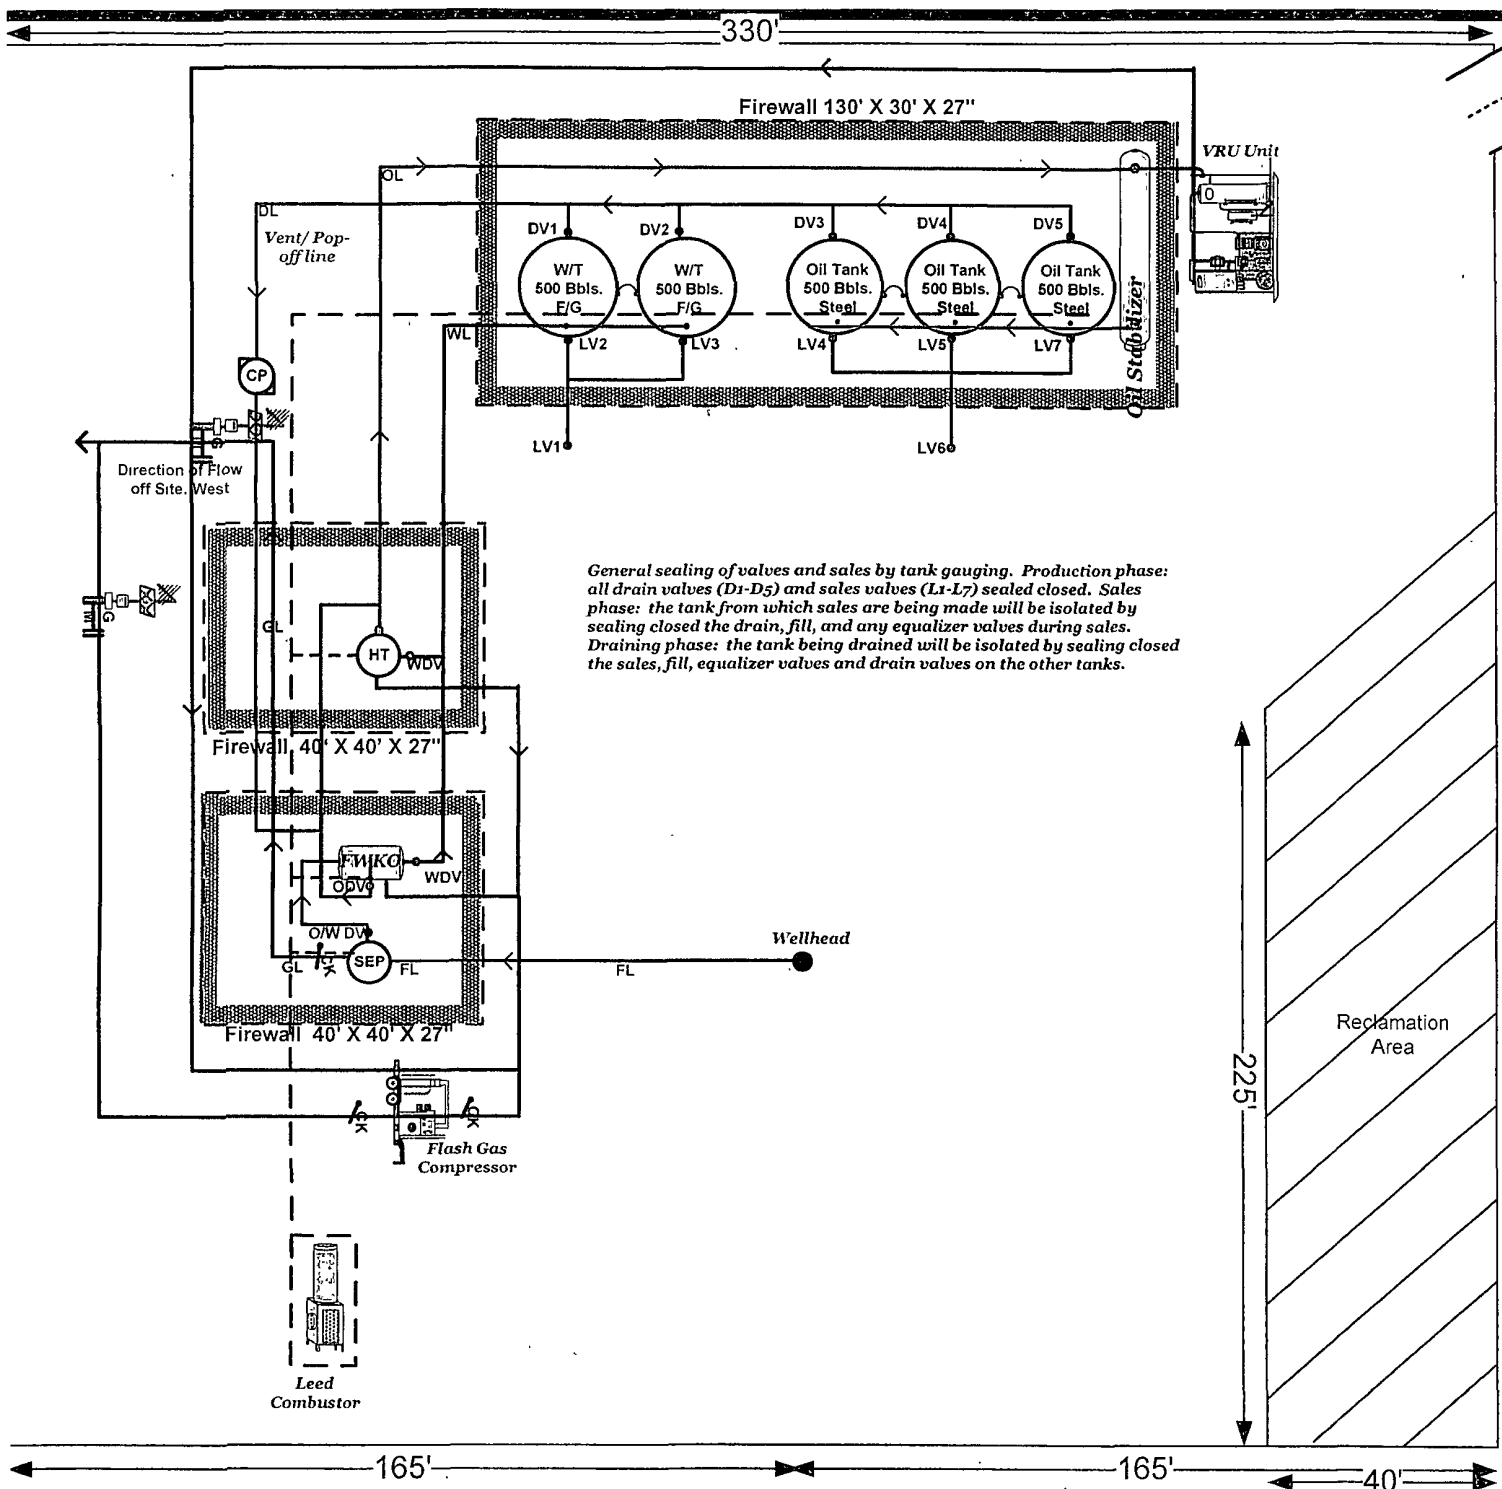 330'
Firewall 130' X 30' X 27"
VRU Unit
OL
DL
Vent/ Pop-
off line
DV1
DV2
DV3
DV4
DV5
W/T
500 Bbls.
F/G
W/T
500 Bbls.
F/G
Oil Tank
500 Bbls.
Steel
Oil Tank
500 Bbls.
Steel
Oil Tank
500 Bbls.
Steel
Oil Stabilizer
WL
LV2
LV3
LV4
LV5
LV7
CP
LV1
LV6
G
Direction of Flow
off Site. West
General sealing of valves and sales by tank gauging. Production phase:
all drain valves (D1-D5) and sales valves (L1-L7) sealed closed. Sales
phase: the tank from which sales are being made will be isolated by
sealing closed the drain, fill, and any equalizer valves during sales.
Draining phase: the tank being drained will be isolated by sealing closed
the sales, fill, equalizer valves and drain valves on the other tanks.
G
M
GL
HT
WDV
Firewall 40' X 40' X 27"
FWKO
WDV
ODV
O/W DV
Wellhead
GL
CK
SEP
FL
FL
Firewall 40' X 40' X 27"
Reclamation
Area
225'
CK
CK
Flash Gas
Compressor
Leed
Combustor
165'
165'
40'